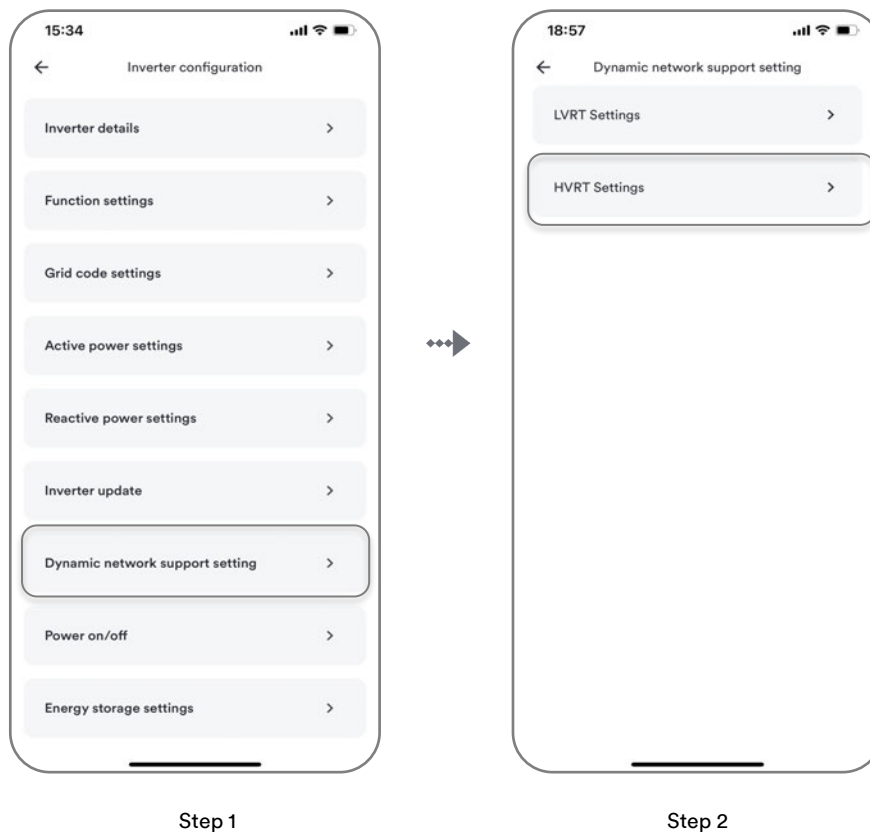 15:34
Inverter configuration
Inverter details
Function settings
Grid code settings
Active power settings
Reactive power settings
Inverter update
Dynamic network support setting
Power on/off
Energy storage settings
Step 1
18:57
Dynamic network support setting
LVRT Settings
HVRT Settings
Step 2